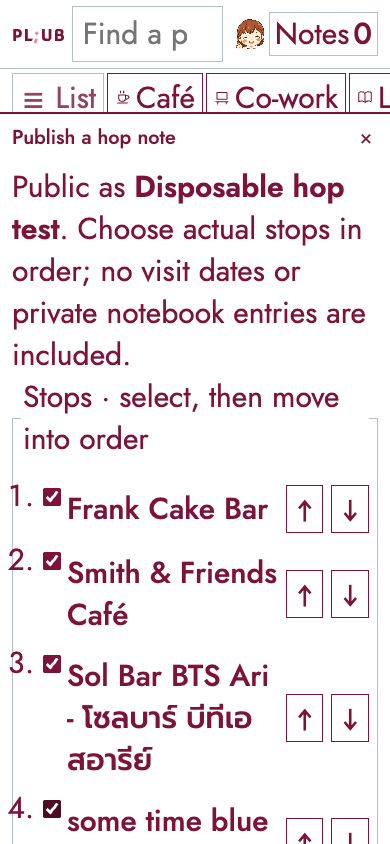 PL;UB Find a p Notes 0
☰ List Café Co-work L
Publish a hop note ×
Public as Disposable hop
test. Choose actual stops in
order; no visit dates or
private notebook entries are
included.
Stops · select, then move
into order
1. Frank Cake Bar ↑ ↓
2. Smith & Friends
Café ↑ ↓
3. Sol Bar BTS Ari
- โซลบาร์ บีทีเอ
สอารีย์ ↑ ↓
4. some time blue ↑ ↓